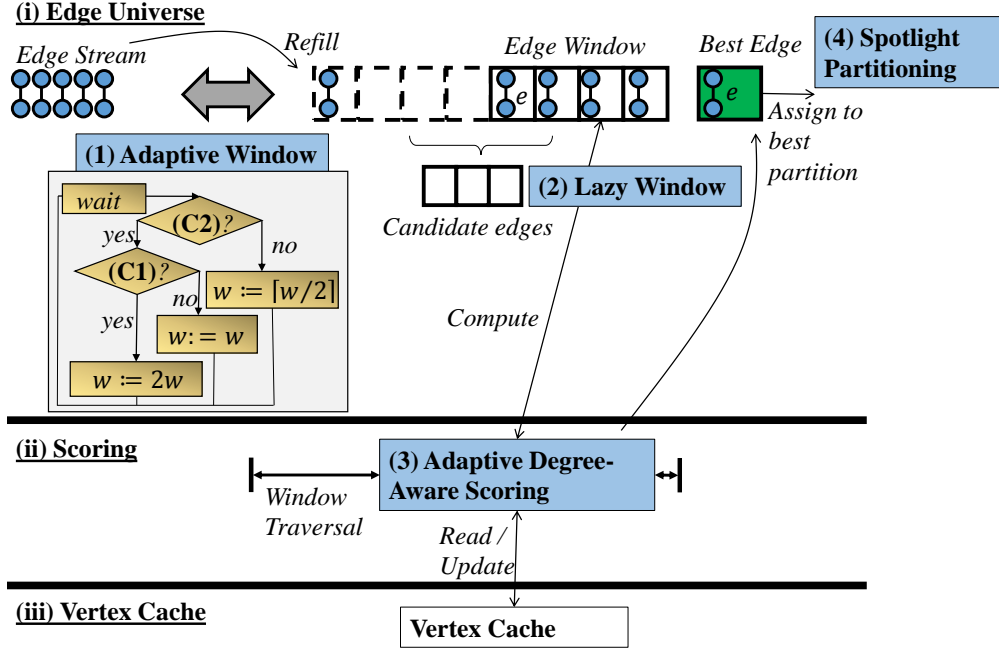 (i) Edge Universe
Edge Stream
Refill
Edge Window
Best Edge
(4) Spotlight
Partitioning
e
e
Assign to
best
partition
(1) Adaptive Window
(2) Lazy Window
Candidate edges
wait
(C2)?
yes
no
(C1)?
w := ⌈w/2⌉
no
yes
w: = w
w := 2w
Compute
(ii) Scoring
(3) Adaptive Degree-
Aware Scoring
Window
Traversal
Read /
Update
(iii) Vertex Cache
Vertex Cache